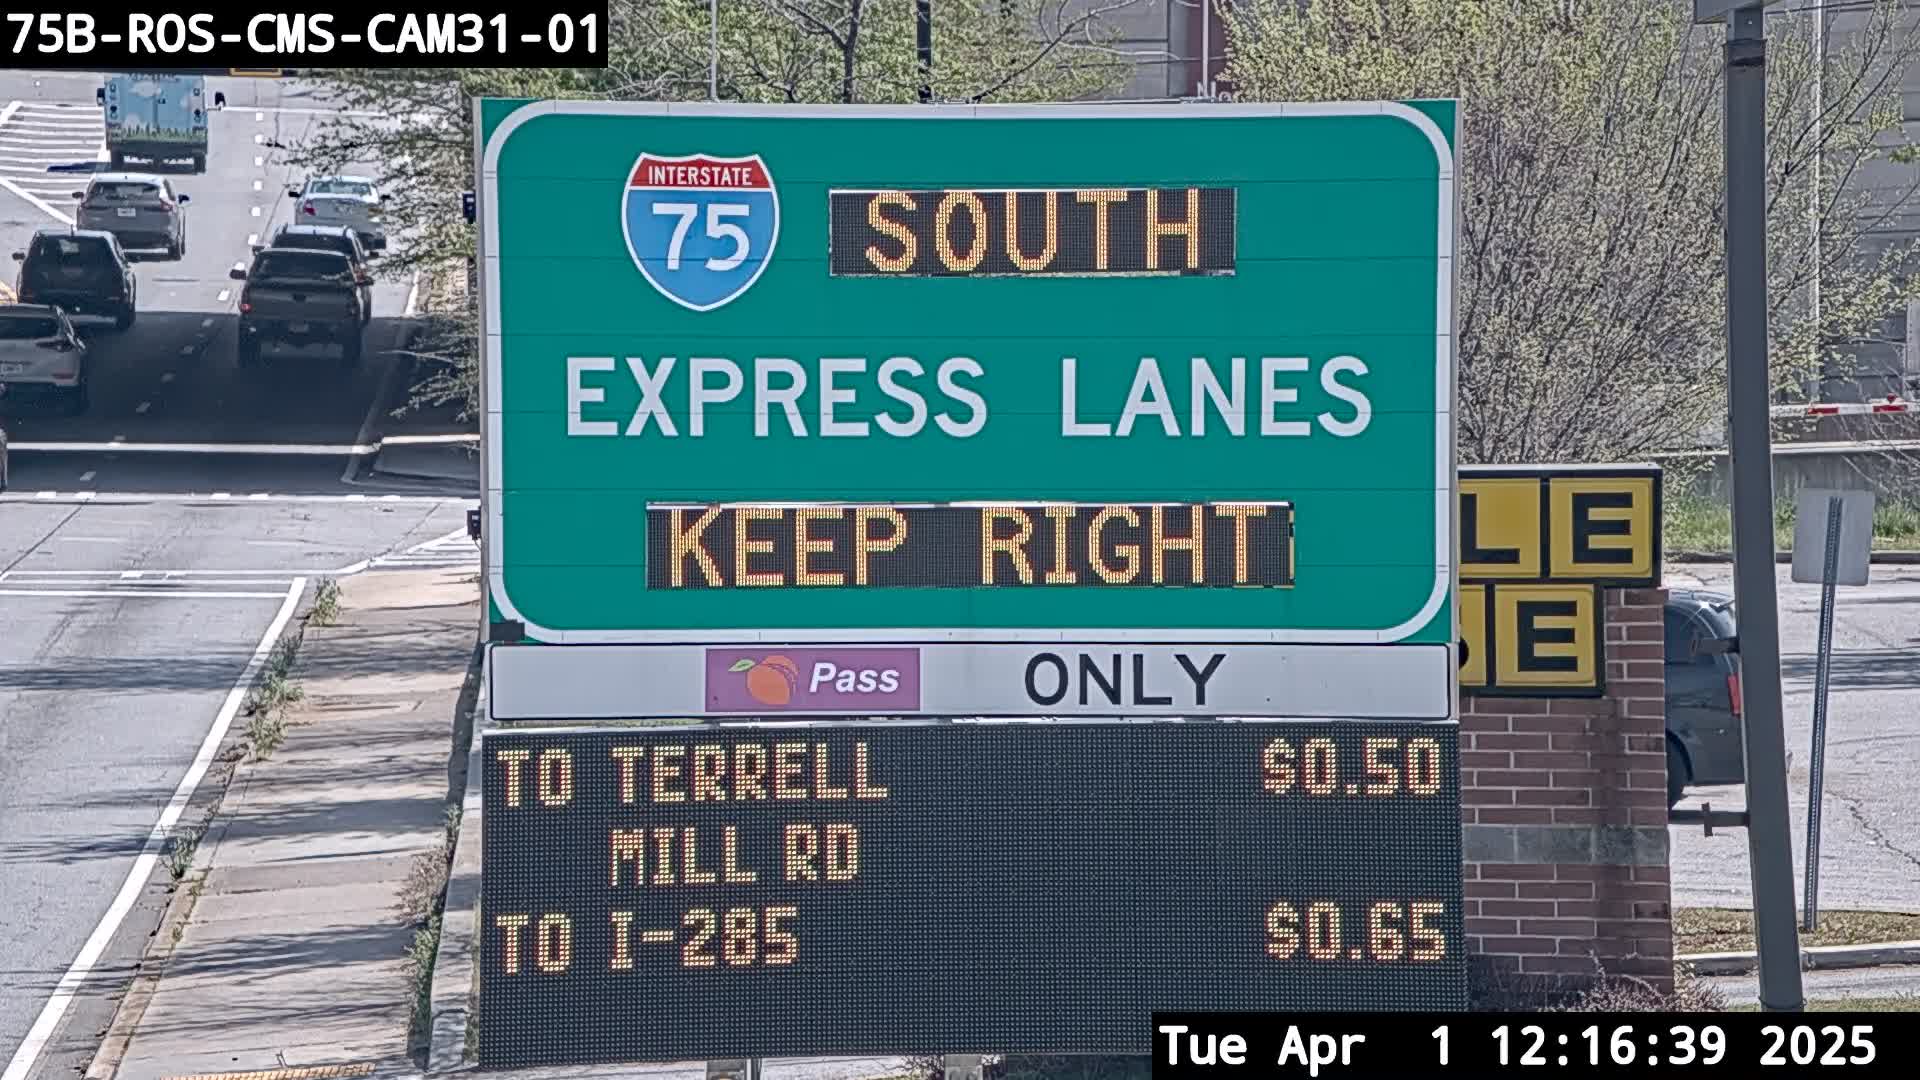 75B-ROS-CMS-CAM31-01
INTERSTATE
75
SOUTH
EXPRESS LANES
KEEP RIGHT
LE
E
Pass ONLY
TO TERRELL $0.50
MILL RD
TO I-285 $0.65
Tue Apr 1 12:16:39 2025